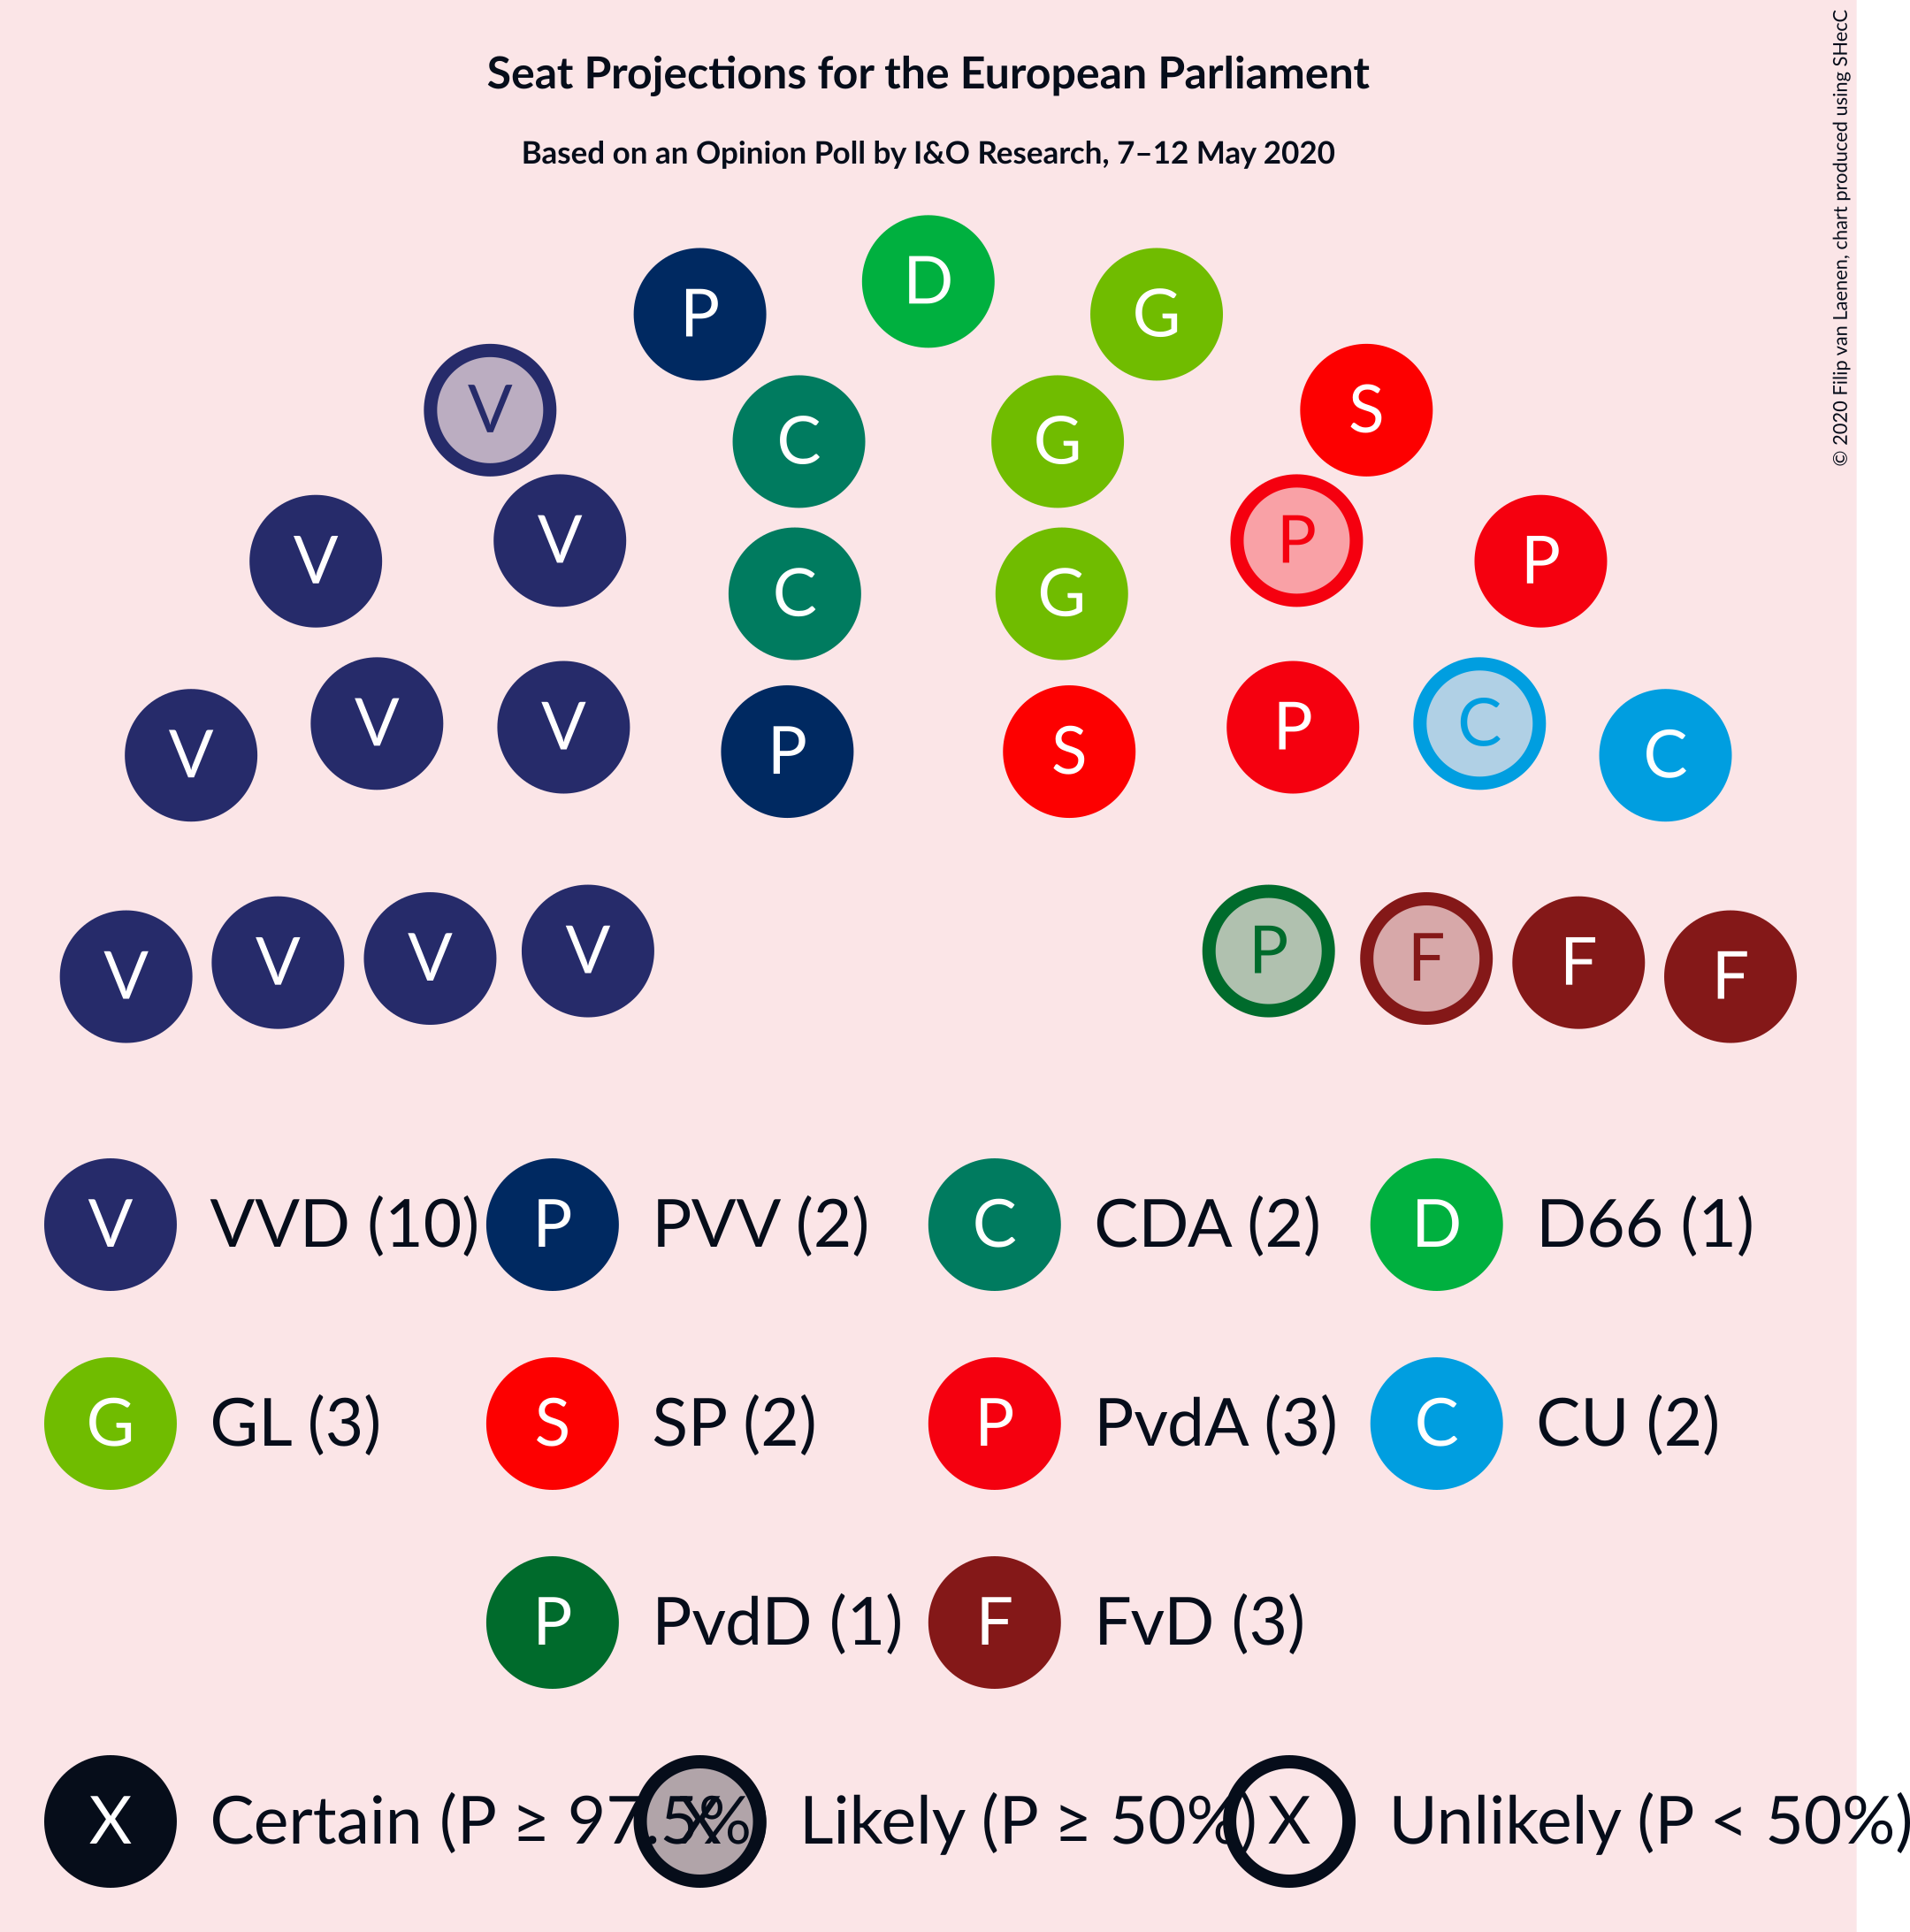 Seat Projections for the European Parliament
Based on an Opinion Poll by I&O Research, 7–12 May 2020
© 2020 Filip van Laenen, chart produced using SHecC
D
P G
V S
C G
V V P P
C G
V V V P S P C C
V V V V P F F F
V VVD (10) P PVV (2) C CDA (2) D D66 (1)
G GL (3) S SP (2) P PvdA (3) C CU (2)
P PvdD (1) F FvD (3)
X Certain (P ≥ 97.5% X Likely (P ≥ 50%) X Unlikely (P < 50%)